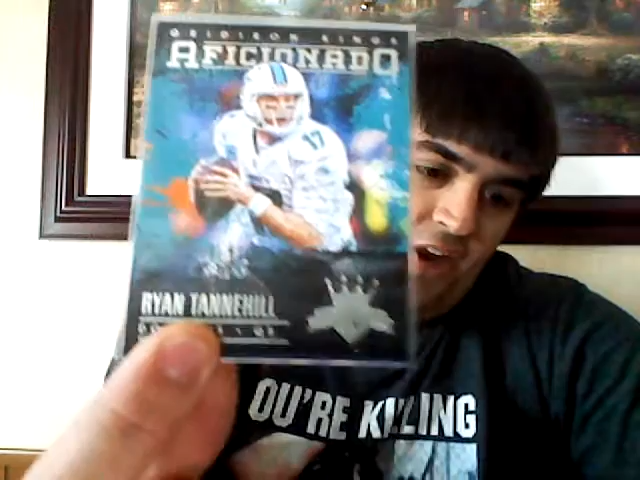 GRIDIRON KINGS
AFICIONADO
17
RYAN TANNEHILL
OU'RE KILLING